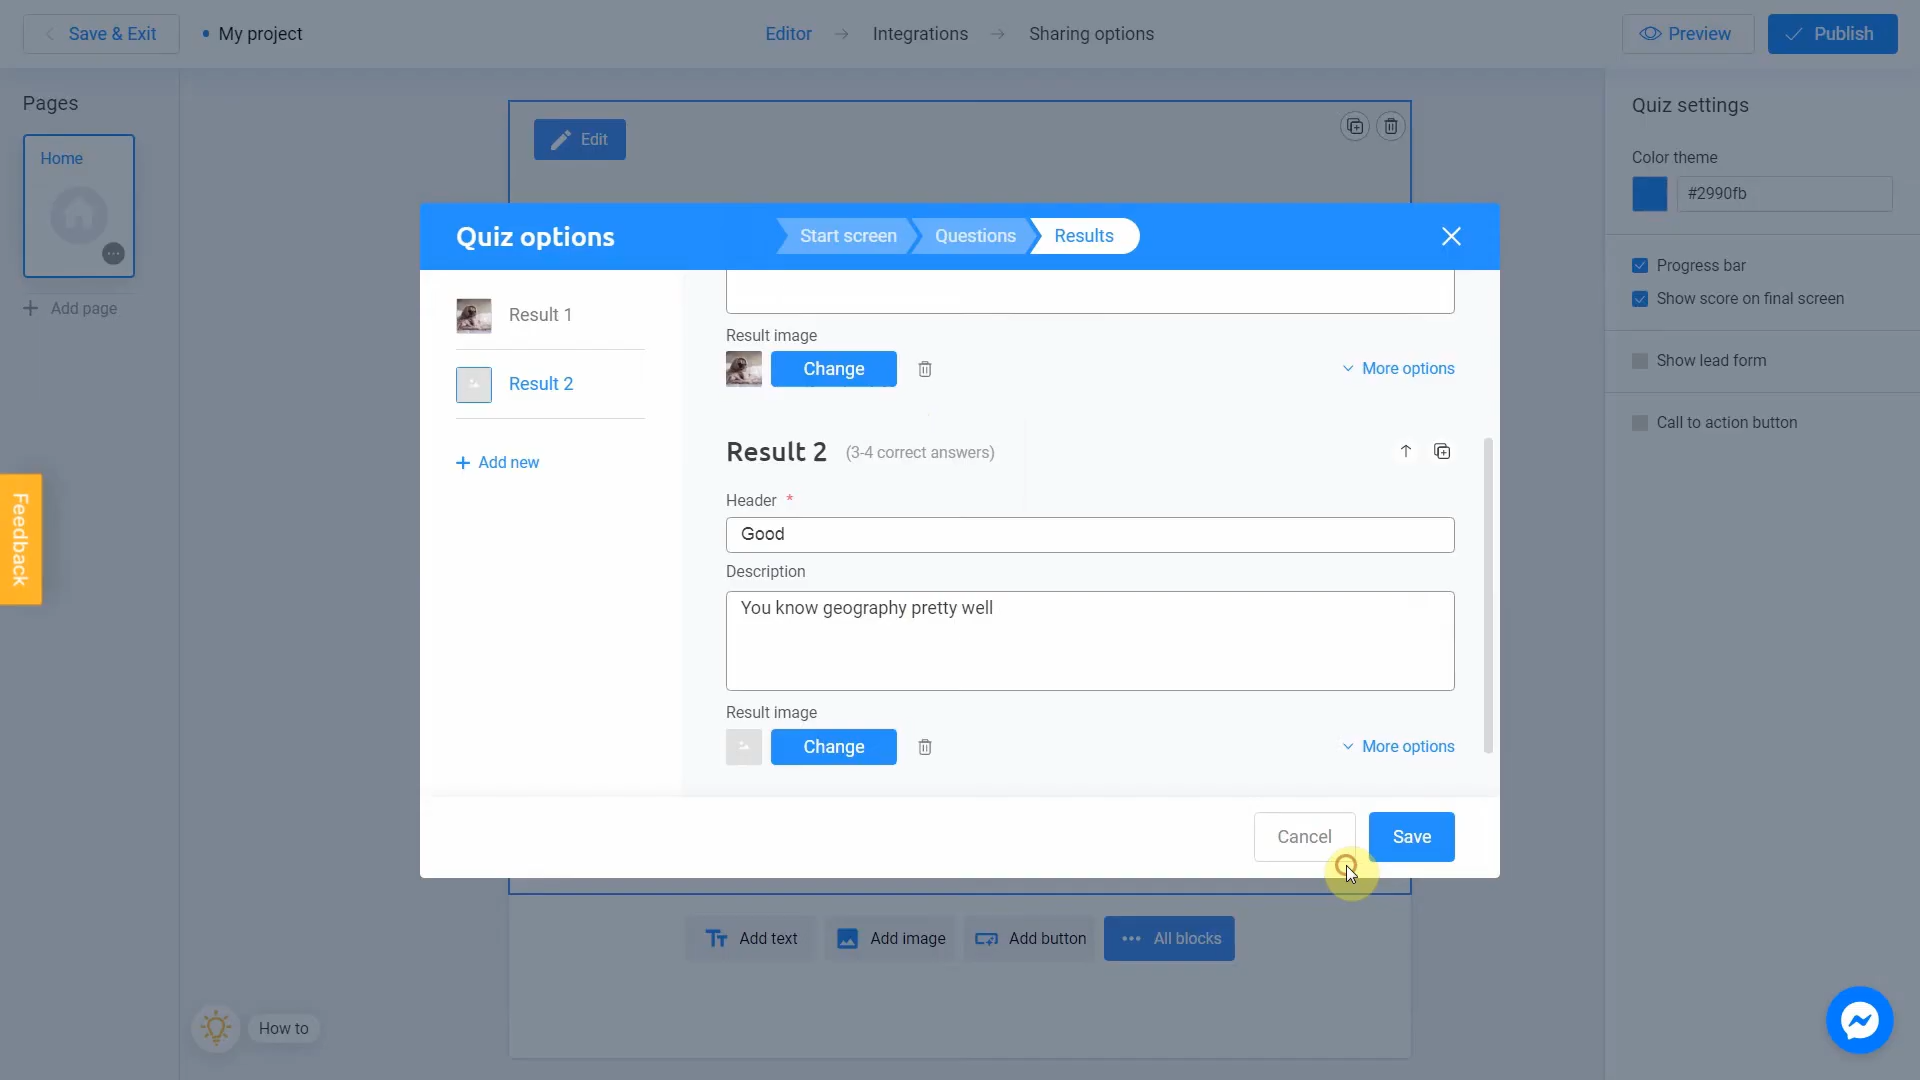 Save & Exit
My project
Editor
Integrations
Sharing options
Preview
Publish
Pages
Home
Add page
Edit
Quiz settings
Color theme
#2990fb
Progress bar
Show score on final screen
Show lead form
Call to action button
Quiz options
Start screen
Questions
Results
Result 1
Result 2
Add new
Result image
Change
More options
Result 2 (3-4 correct answers)
Header *
Good
Description
You know geography pretty well
Result image
Change
More options
Cancel
Save
Feedback
Add text
Add image
Add button
All blocks
How to